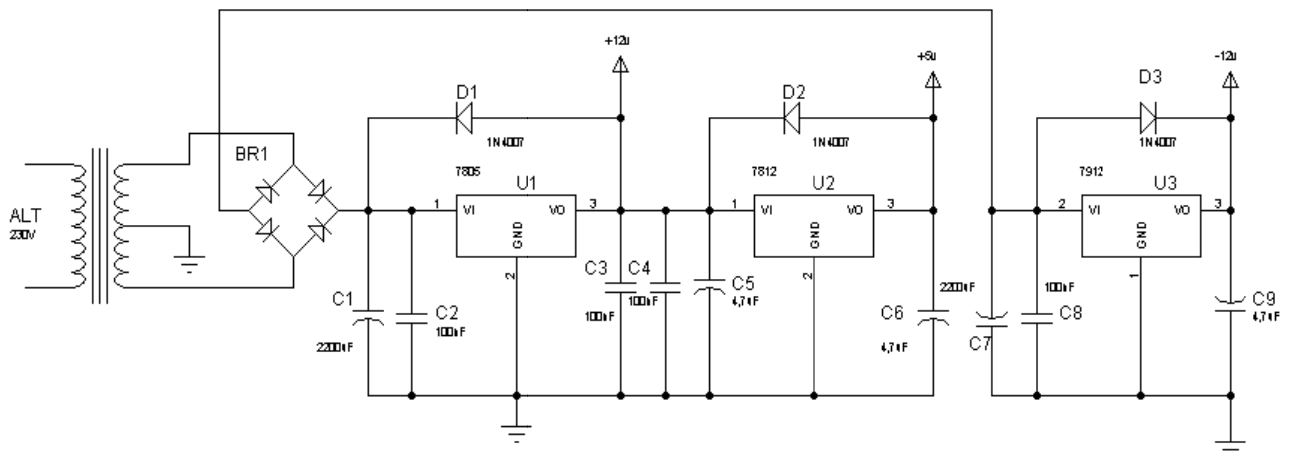 +12v
+5v
-12v
D1
1N4007
D2
1N4007
D3
1N4007
BR1
7805
U1
1
VI
VO
3
GND
2
7812
U2
1
VI
VO
3
GND
2
7912
U3
2
VI
VO
3
GND
1
ALT
230V
C1
2200uF
C2
100nF
C3
100nF
C4
100nF
C5
4,7uF
C6
4,7uF
2200uF
C7
100nF
C8
C9
4,7uF